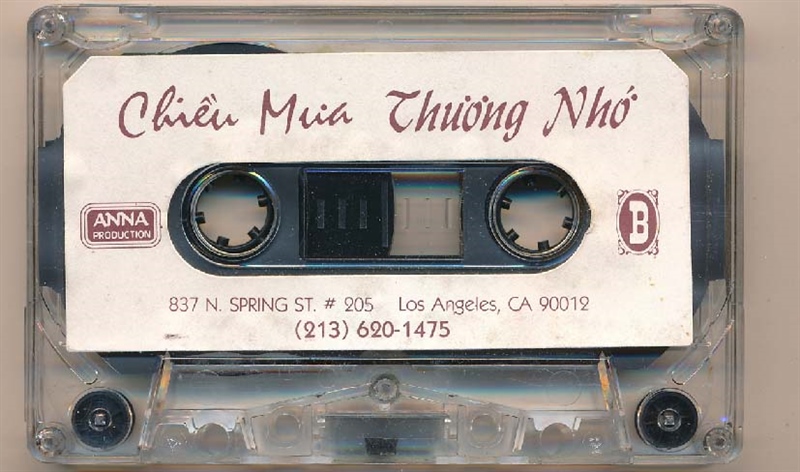 Chiều Mưa Thương Nhớ
ANNA
PRODUCTION
B
837 N. SPRING ST. # 205 Los Angeles, CA 90012
(213) 620-1475